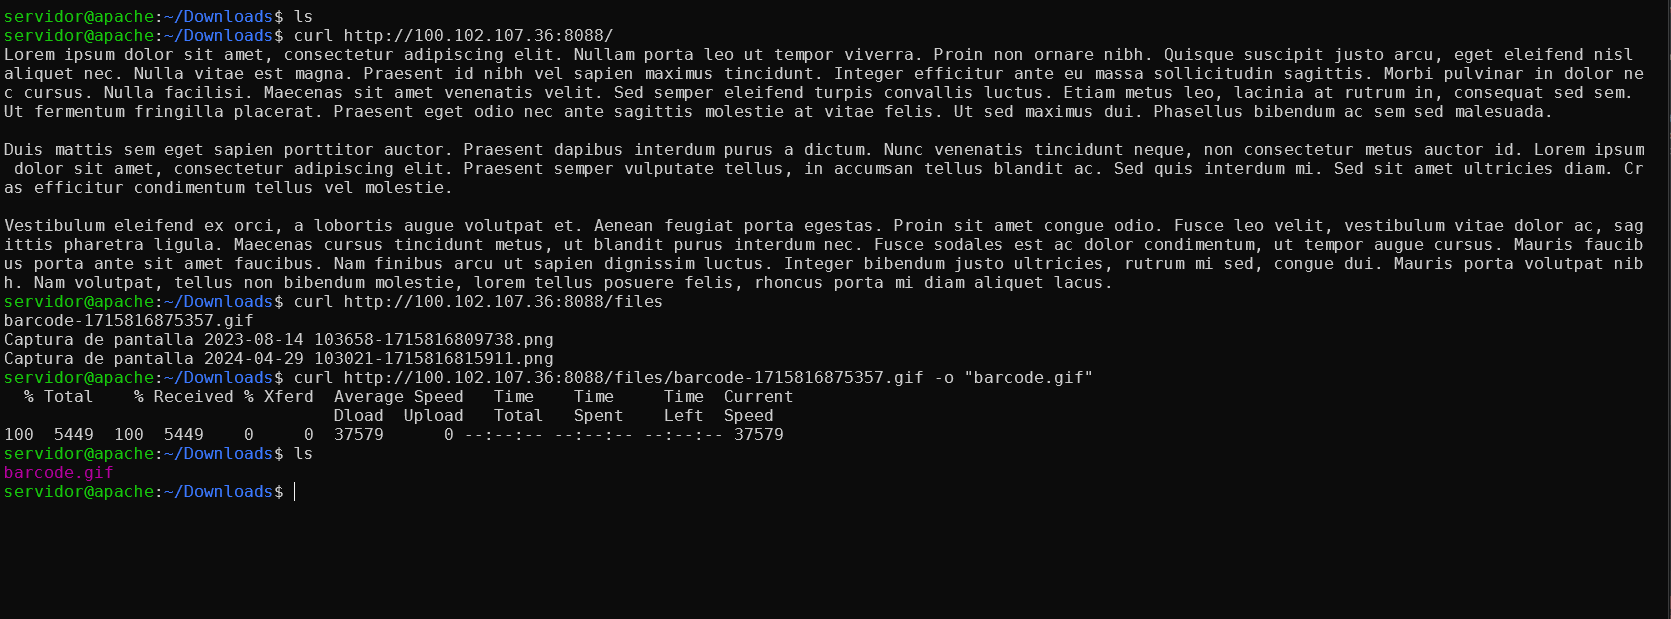 servidor@apache:~/Downloads$ ls
servidor@apache:~/Downloads$ curl http://100.102.107.36:8088/
Lorem ipsum dolor sit amet, consectetur adipiscing elit. Nullam porta leo ut tempor viverra. Proin non ornare nibh. Quisque suscipit justo arcu, eget eleifend nisl
aliquet nec. Nulla vitae est magna. Praesent id nibh vel sapien maximus tincidunt. Integer efficitur ante eu massa sollicitudin sagittis. Morbi pulvinar in dolor ne
c cursus. Nulla facilisi. Maecenas sit amet venenatis velit. Sed semper eleifend turpis convallis luctus. Etiam metus leo, lacinia at rutrum in, consequat sed sem.
Ut fermentum fringilla placerat. Praesent eget odio nec ante sagittis molestie at vitae felis. Ut sed maximus dui. Phasellus bibendum ac sem sed malesuada.

Duis mattis sem eget sapien porttitor auctor. Praesent dapibus interdum purus a dictum. Nunc venenatis tincidunt neque, non consectetur metus auctor id. Lorem ipsum
 dolor sit amet, consectetur adipiscing elit. Praesent semper vulputate tellus, in accumsan tellus blandit ac. Sed quis interdum mi. Sed sit amet ultricies diam. Cr
as efficitur condimentum tellus vel molestie.

Vestibulum eleifend ex orci, a lobortis augue volutpat et. Aenean feugiat porta egestas. Proin sit amet congue odio. Fusce leo velit, vestibulum vitae dolor ac, sag
ittis pharetra ligula. Maecenas cursus tincidunt metus, ut blandit purus interdum nec. Fusce sodales est ac dolor condimentum, ut tempor augue cursus. Mauris faucib
us porta ante sit amet faucibus. Nam finibus arcu ut sapien dignissim luctus. Integer bibendum justo ultricies, rutrum mi sed, congue dui. Mauris porta volutpat nib
h. Nam volutpat, tellus non bibendum molestie, lorem tellus posuere felis, rhoncus porta mi diam aliquet lacus.
servidor@apache:~/Downloads$ curl http://100.102.107.36:8088/files
barcode-1715816875357.gif
Captura de pantalla 2023-08-14 103658-1715816809738.png
Captura de pantalla 2024-04-29 103021-1715816815911.png
servidor@apache:~/Downloads$ curl http://100.102.107.36:8088/files/barcode-1715816875357.gif -o "barcode.gif"
  % Total    % Received % Xferd  Average Speed   Time    Time     Time  Current
                                 Dload  Upload   Total   Spent    Left  Speed
100  5449  100  5449    0     0  37579      0 --:--:-- --:--:-- --:--:-- 37579
servidor@apache:~/Downloads$ ls
barcode.gif
servidor@apache:~/Downloads$